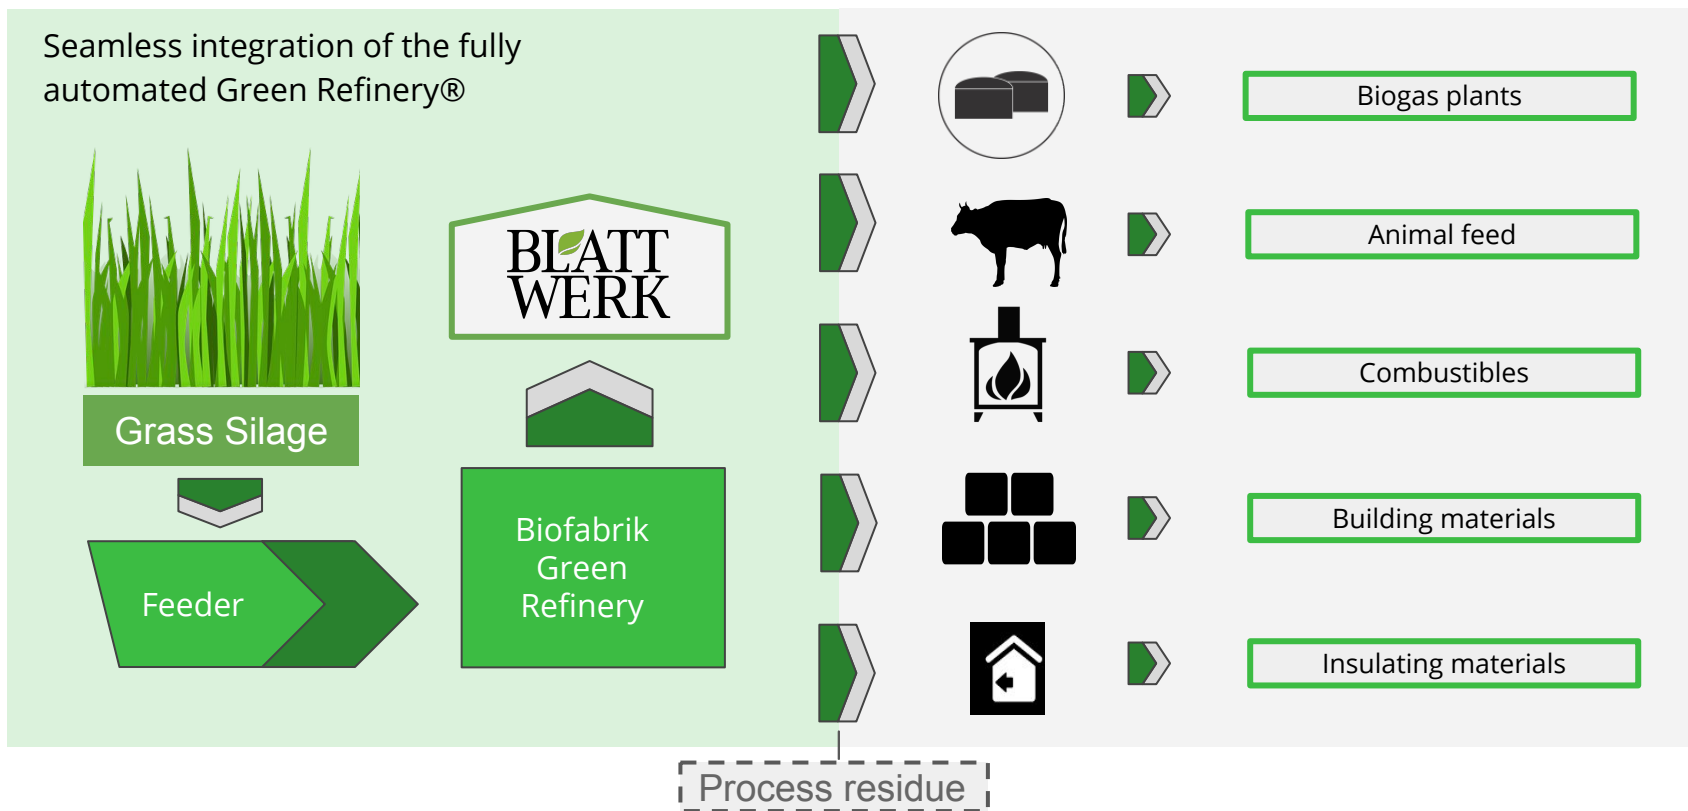 Seamless integration of the fully
automated Green Refinery®
BLATT
WERK
Grass Silage
Feeder
Biofabrik
Green
Refinery
Biogas plants
Animal feed
Combustibles
Building materials
Insulating materials
Process residue